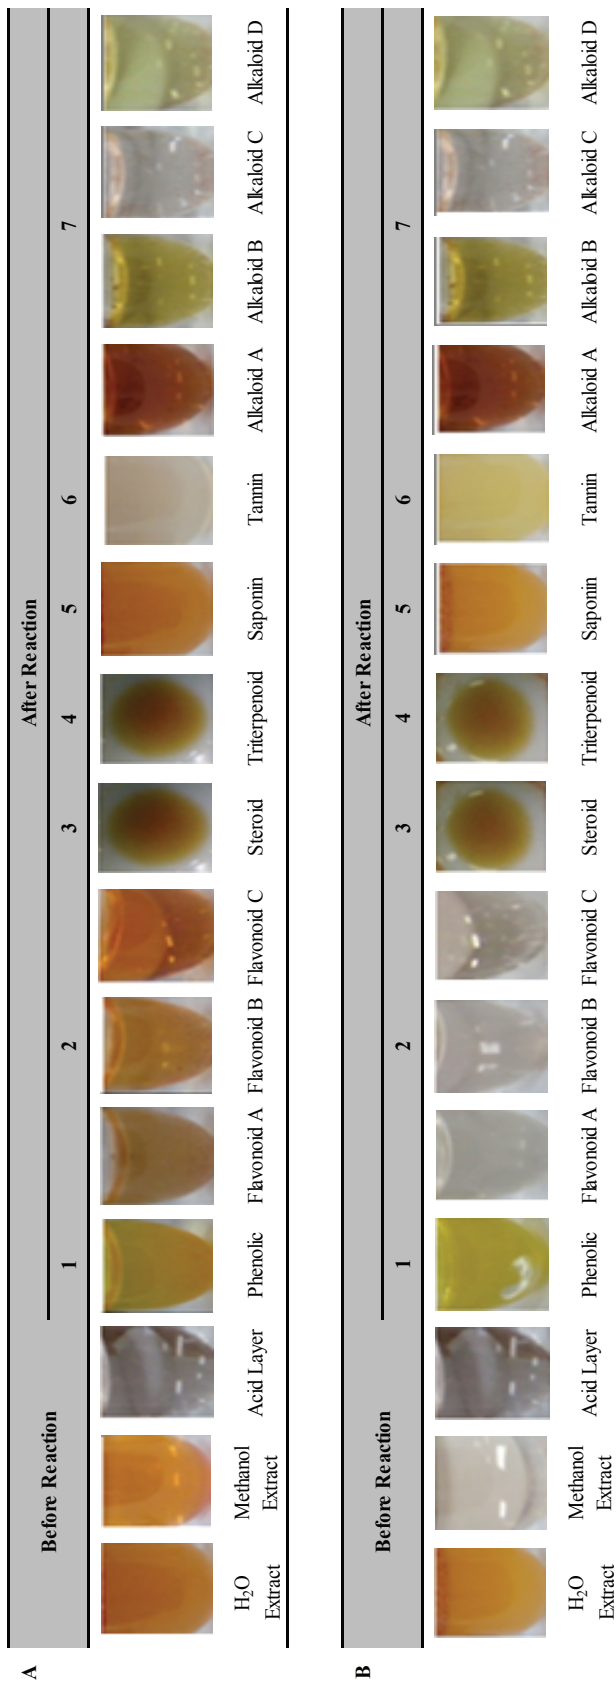 A
Before Reaction After Reaction
1 2 3 4 5 6 7
H₂O Extract Methanol Extract Acid Layer Phenolic Flavonoid A Flavonoid B Flavonoid C Steroid Triterpenoid Saponin Tannin Alkaloid A Alkaloid B Alkaloid C Alkaloid D
B
Before Reaction After Reaction
1 2 3 4 5 6 7
H₂O Extract Methanol Extract Acid Layer Phenolic Flavonoid A Flavonoid B Flavonoid C Steroid Triterpenoid Saponin Tannin Alkaloid A Alkaloid B Alkaloid C Alkaloid D